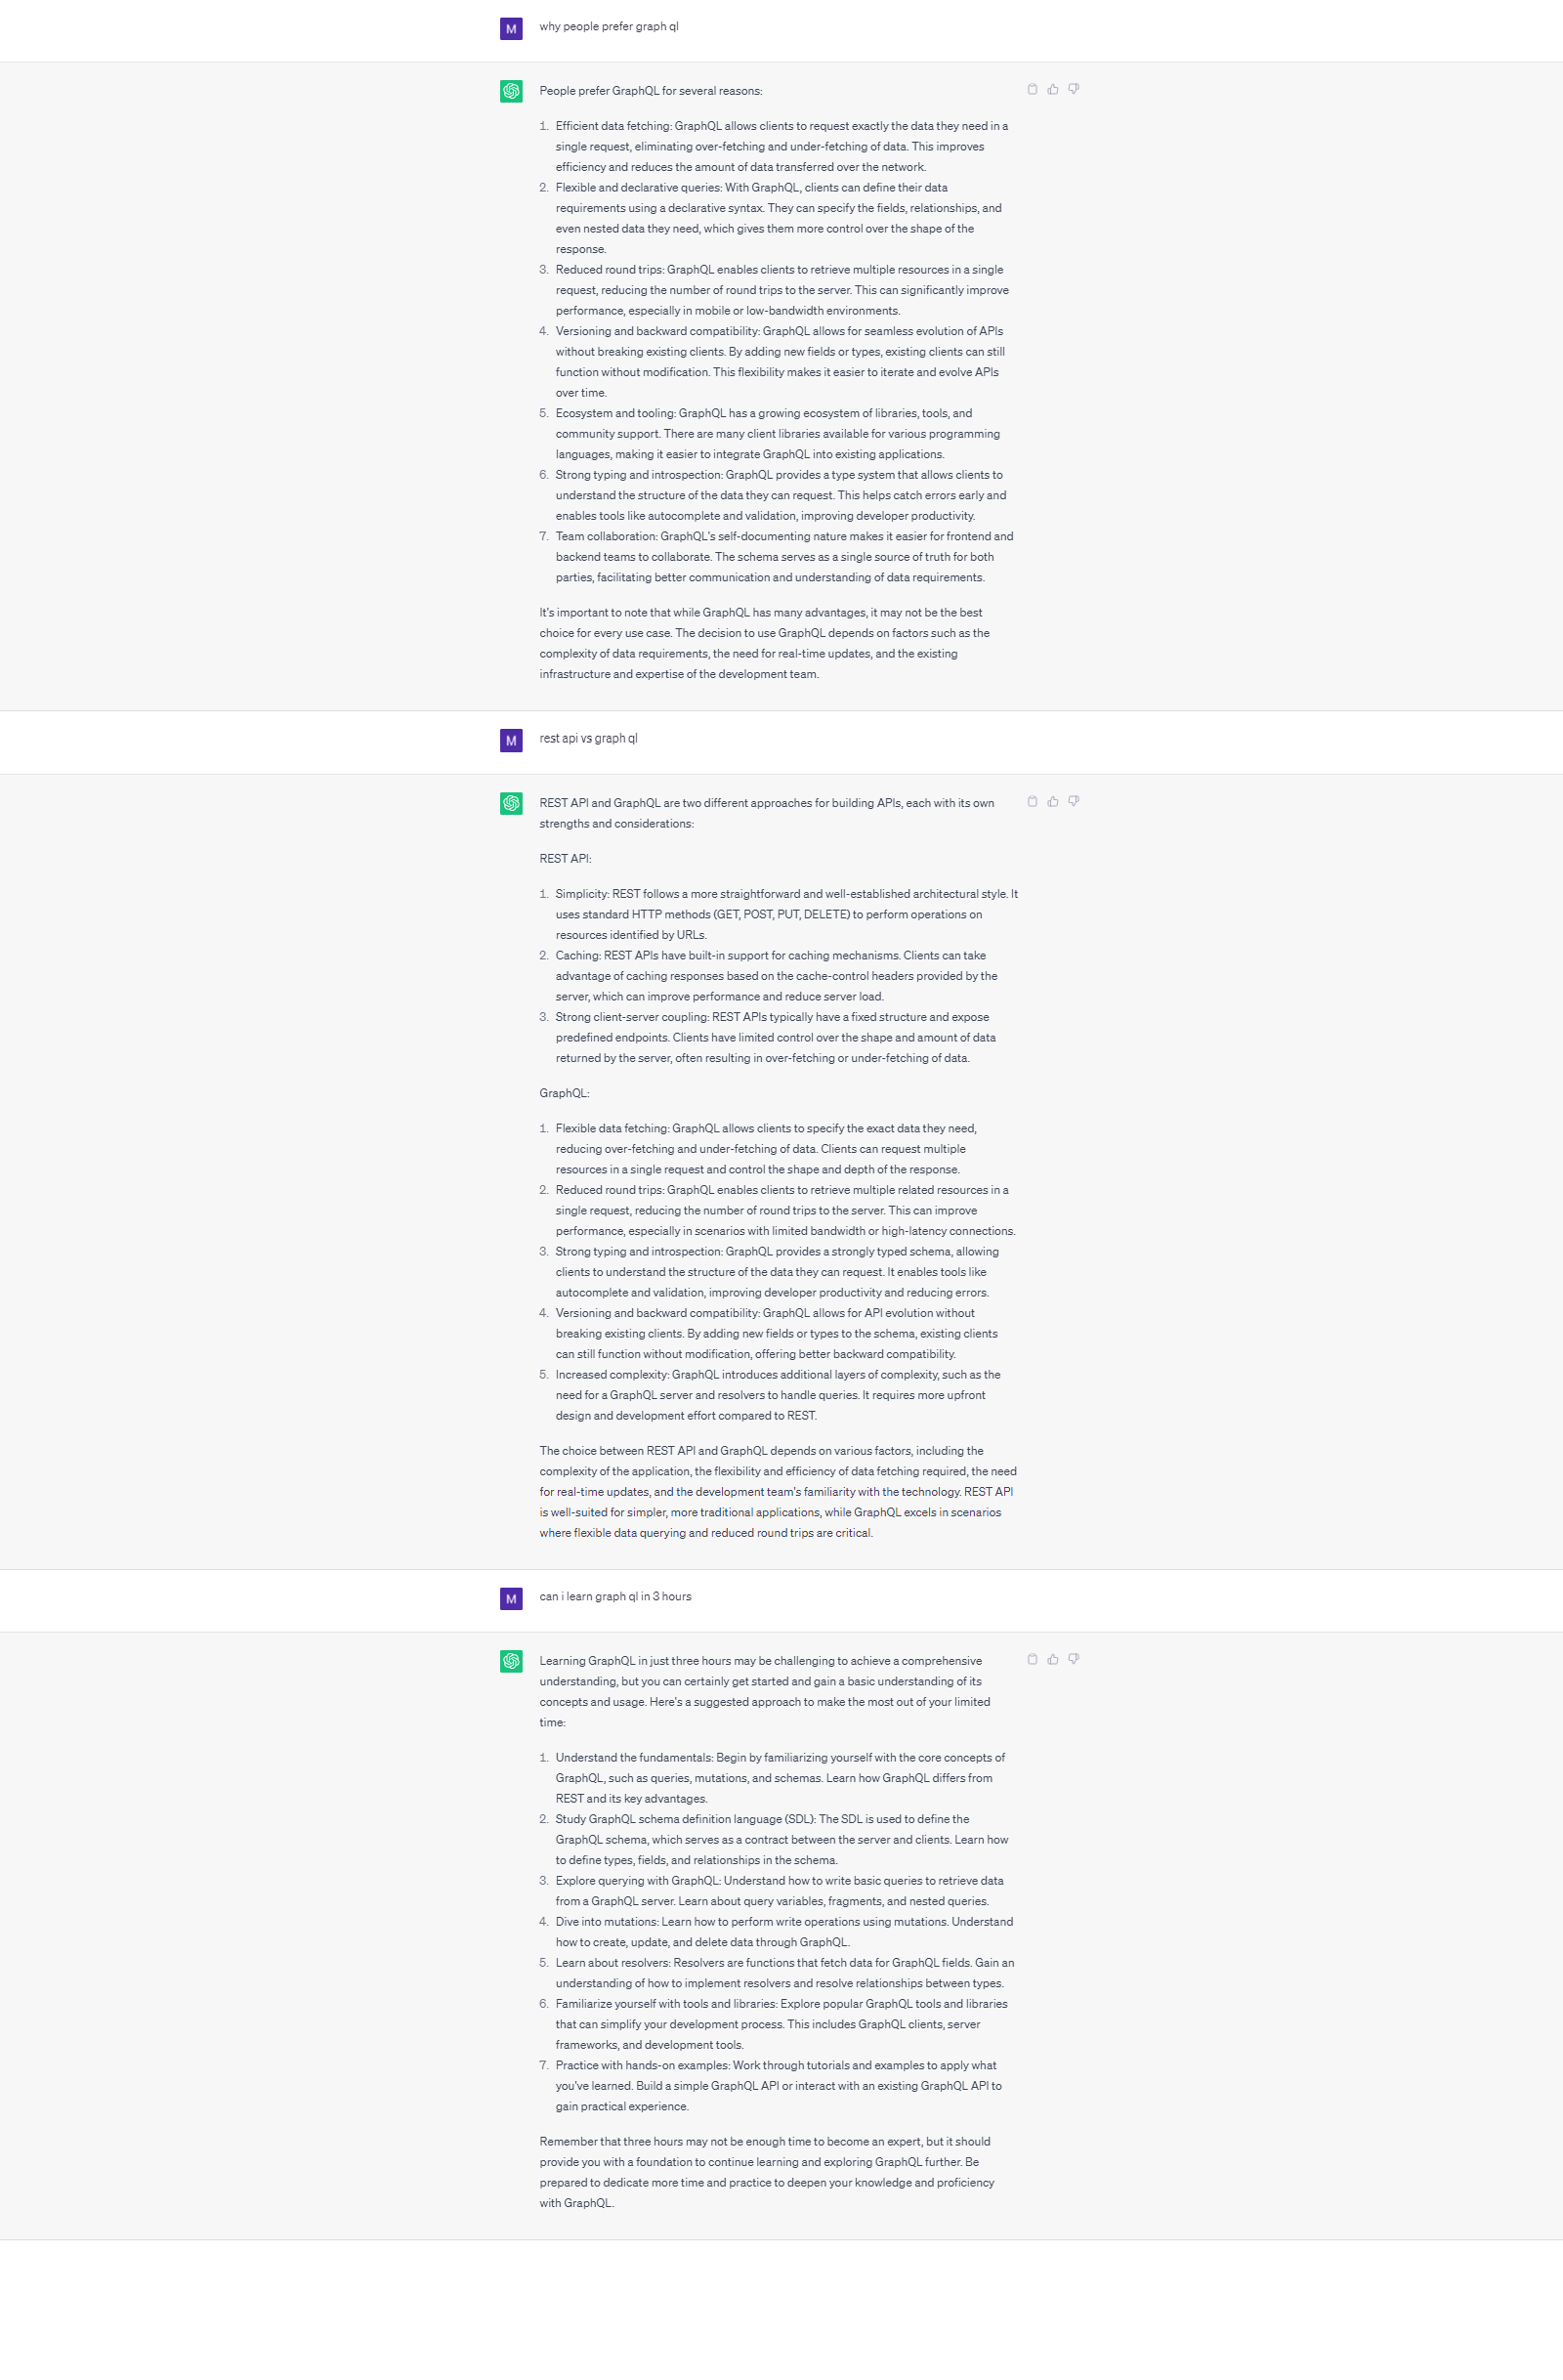 M
why people prefer graph ql
People prefer GraphQL for several reasons:
1. Efficient data fetching: GraphQL allows clients to request exactly the data they need in a
single request, eliminating over-fetching and under-fetching of data. This improves
efficiency and reduces the amount of data transferred over the network.
2. Flexible and declarative queries: With GraphQL, clients can define their data
requirements using a declarative syntax. They can specify the fields, relationships, and
even nested data they need, which gives them more control over the shape of the
response.
3. Reduced round trips: GraphQL enables clients to retrieve multiple resources in a single
request, reducing the number of round trips to the server. This can significantly improve
performance, especially in mobile or low-bandwidth environments.
4. Versioning and backward compatibility: GraphQL allows for seamless evolution of APIs
without breaking existing clients. By adding new fields or types, existing clients can still
function without modification. This flexibility makes it easier to iterate and evolve APIs
over time.
5. Ecosystem and tooling: GraphQL has a growing ecosystem of libraries, tools, and
community support. There are many client libraries available for various programming
languages, making it easier to integrate GraphQL into existing applications.
6. Strong typing and introspection: GraphQL provides a type system that allows clients to
understand the structure of the data they can request. This helps catch errors early and
enables tools like autocomplete and validation, improving developer productivity.
7. Team collaboration: GraphQL's self-documenting nature makes it easier for frontend and
backend teams to collaborate. The schema serves as a single source of truth for both
parties, facilitating better communication and understanding of data requirements.
It's important to note that while GraphQL has many advantages, it may not be the best
choice for every use case. The decision to use GraphQL depends on factors such as the
complexity of data requirements, the need for real-time updates, and the existing
infrastructure and expertise of the development team.
M
rest api vs graph ql
REST API and GraphQL are two different approaches for building APIs, each with its own
strengths and considerations:
REST API:
1. Simplicity: REST follows a more straightforward and well-established architectural style. It
uses standard HTTP methods (GET, POST, PUT, DELETE) to perform operations on
resources identified by URLs.
2. Caching: REST APIs have built-in support for caching mechanisms. Clients can take
advantage of caching responses based on the cache-control headers provided by the
server, which can improve performance and reduce server load.
3. Strong client-server coupling: REST APIs typically have a fixed structure and expose
predefined endpoints. Clients have limited control over the shape and amount of data
returned by the server, often resulting in over-fetching or under-fetching of data.
GraphQL:
1. Flexible data fetching: GraphQL allows clients to specify the exact data they need,
reducing over-fetching and under-fetching of data. Clients can request multiple
resources in a single request and control the shape and depth of the response.
2. Reduced round trips: GraphQL enables clients to retrieve multiple related resources in a
single request, reducing the number of round trips to the server. This can improve
performance, especially in scenarios with limited bandwidth or high-latency connections.
3. Strong typing and introspection: GraphQL provides a strongly typed schema, allowing
clients to understand the structure of the data they can request. It enables tools like
autocomplete and validation, improving developer productivity and reducing errors.
4. Versioning and backward compatibility: GraphQL allows for API evolution without
breaking existing clients. By adding new fields or types to the schema, existing clients
can still function without modification, offering better backward compatibility.
5. Increased complexity: GraphQL introduces additional layers of complexity, such as the
need for a GraphQL server and resolvers to handle queries. It requires more upfront
design and development effort compared to REST.
The choice between REST API and GraphQL depends on various factors, including the
complexity of the application, the flexibility and efficiency of data fetching required, the need
for real-time updates, and the development team's familiarity with the technology. REST API
is well-suited for simpler, more traditional applications, while GraphQL excels in scenarios
where flexible data querying and reduced round trips are critical.
M
can i learn graph ql in 3 hours
Learning GraphQL in just three hours may be challenging to achieve a comprehensive
understanding, but you can certainly get started and gain a basic understanding of its
concepts and usage. Here's a suggested approach to make the most out of your limited
time:
1. Understand the fundamentals: Begin by familiarizing yourself with the core concepts of
GraphQL, such as queries, mutations, and schemas. Learn how GraphQL differs from
REST and its key advantages.
2. Study GraphQL schema definition language (SDL): The SDL is used to define the
GraphQL schema, which serves as a contract between the server and clients. Learn how
to define types, fields, and relationships in the schema.
3. Explore querying with GraphQL: Understand how to write basic queries to retrieve data
from a GraphQL server. Learn about query variables, fragments, and nested queries.
4. Dive into mutations: Learn how to perform write operations using mutations. Understand
how to create, update, and delete data through GraphQL.
5. Learn about resolvers: Resolvers are functions that fetch data for GraphQL fields. Gain an
understanding of how to implement resolvers and resolve relationships between types.
6. Familiarize yourself with tools and libraries: Explore popular GraphQL tools and libraries
that can simplify your development process. This includes GraphQL clients, server
frameworks, and development tools.
7. Practice with hands-on examples: Work through tutorials and examples to apply what
you've learned. Build a simple GraphQL API or interact with an existing GraphQL API to
gain practical experience.
Remember that three hours may not be enough time to become an expert, but it should
provide you with a foundation to continue learning and exploring GraphQL further. Be
prepared to dedicate more time and practice to deepen your knowledge and proficiency
with GraphQL.